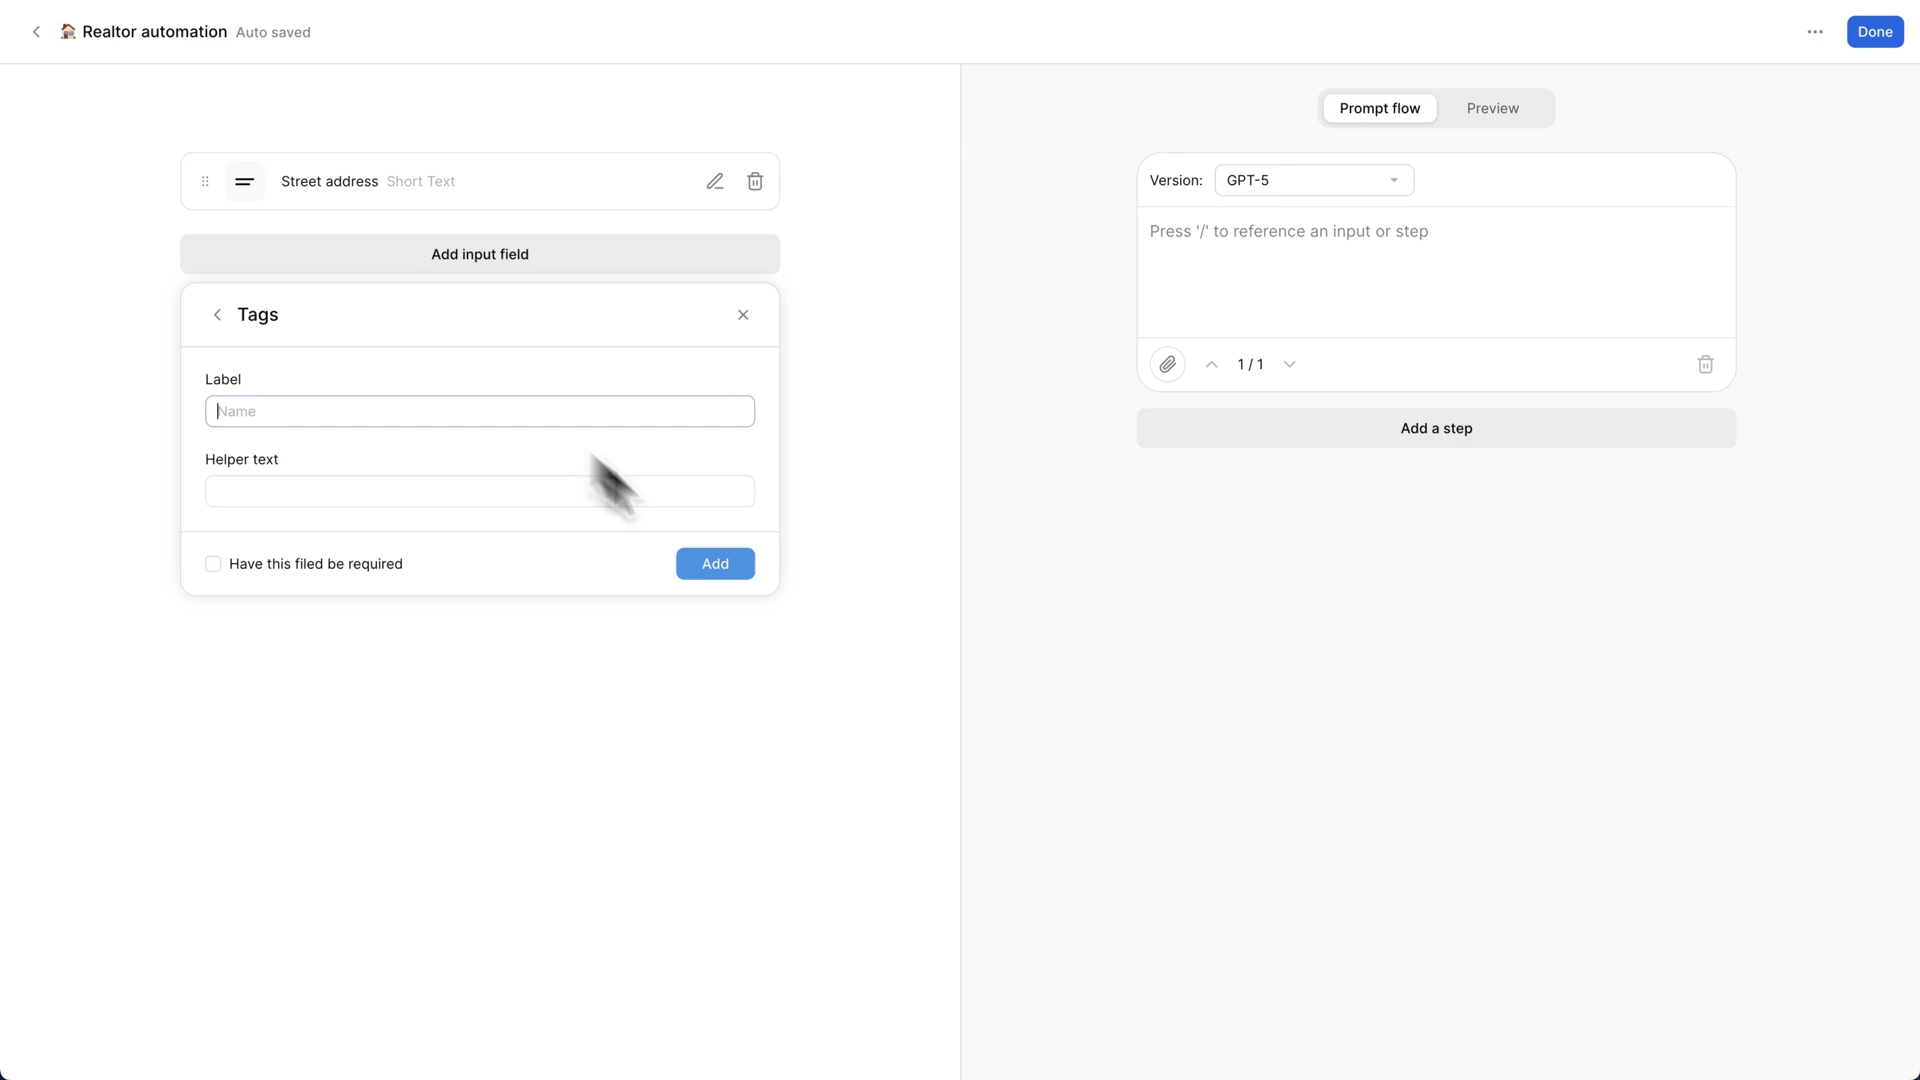 Realtor automation Auto saved
Done
Prompt flow Preview
Street address Short Text
Version: GPT-5
Press '/' to reference an input or step
Add input field
Tags
Label
Name
Helper text
Have this filed be required
Add
1 / 1
Add a step